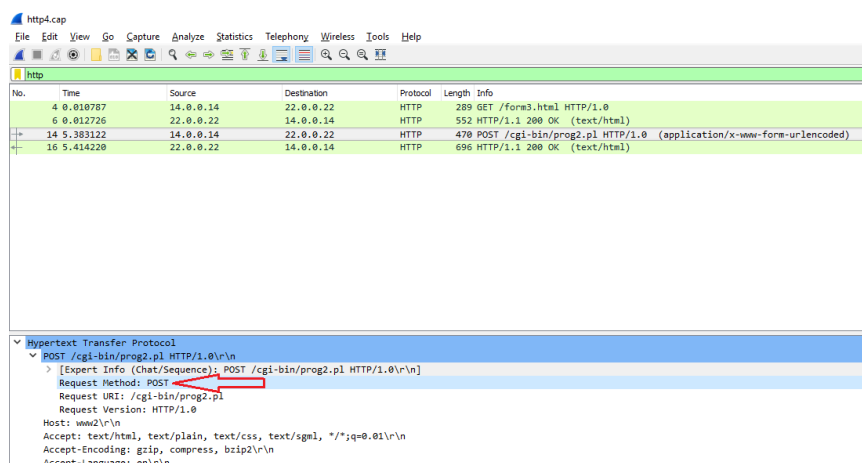 http4.cap
File Edit View Go Capture Analyze Statistics Telephony Wireless Tools Help
http
No. Time Source Destination Protocol Length Info
4 0.010787 14.0.0.14 22.0.0.22 HTTP 289 GET /form3.html HTTP/1.0
6 0.012726 22.0.0.22 14.0.0.14 HTTP 552 HTTP/1.1 200 OK (text/html)
14 5.383122 14.0.0.14 22.0.0.22 HTTP 470 POST /cgi-bin/prog2.pl HTTP/1.0 (application/x-www-form-urlencoded)
16 5.414220 22.0.0.22 14.0.0.14 HTTP 696 HTTP/1.1 200 OK (text/html)
Hypertext Transfer Protocol
POST /cgi-bin/prog2.pl HTTP/1.0\r\n
[Expert Info (Chat/Sequence): POST /cgi-bin/prog2.pl HTTP/1.0\r\n]
Request Method: POST
Request URI: /cgi-bin/prog2.pl
Request Version: HTTP/1.0
Host: www2\r\n
Accept: text/html, text/plain, text/css, text/sgml, */*;q=0.01\r\n
Accept-Encoding: gzip, compress, bzip2\r\n
Accept-Language: en\r\n